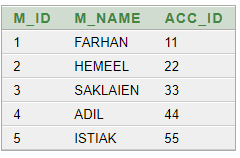 M_ID M_NAME ACC_ID
1 FARHAN 11
2 HEMEEL 22
3 SAKLAIEN 33
4 ADIL 44
5 ISTIAK 55